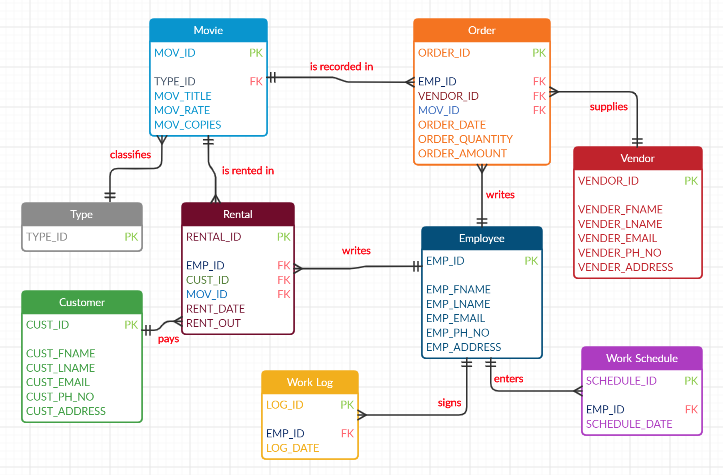 Movie
MOV_ID PK
TYPE_ID FK
MOV_TITLE
MOV_RATE
MOV_COPIES
is recorded in
Order
ORDER_ID PK
EMP_ID FK
VENDOR_ID FK
MOV_ID FK
ORDER_DATE
ORDER_QUANTITY
ORDER_AMOUNT
supplies
Vendor
VENDOR_ID PK
VENDER_FNAME
VENDER_LNAME
VENDER_EMAIL
VENDER_PH_NO
VENDER_ADDRESS
classifies
is rented in
writes
Type
TYPE_ID PK
Rental
RENTAL_ID PK
EMP_ID FK
CUST_ID FK
MOV_ID FK
RENT_DATE
RENT_OUT
writes
Employee
EMP_ID PK
EMP_FNAME
EMP_LNAME
EMP_EMAIL
EMP_PH_NO
EMP_ADDRESS
Customer
CUST_ID PK
CUST_FNAME
CUST_LNAME
CUST_EMAIL
CUST_PH_NO
CUST_ADDRESS
pays
Work Log
LOG_ID PK
EMP_ID FK
LOG_DATE
signs
enters
Work Schedule
SCHEDULE_ID PK
EMP_ID FK
SCHEDULE_DATE